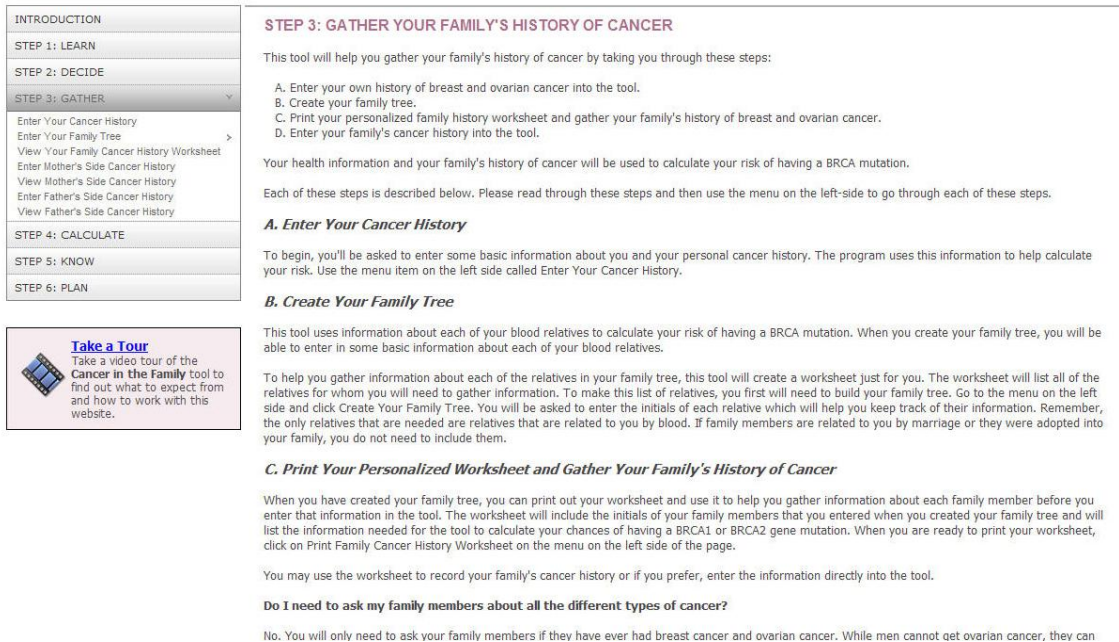 INTRODUCTION
STEP 1: LEARN
STEP 2: DECIDE
STEP 3: GATHER
Enter Your Cancer History
Enter Your Family Tree >
View Your Family Cancer History Worksheet
Enter Mother's Side Cancer History
View Mother's Side Cancer History
Enter Father's Side Cancer History
View Father's Side Cancer History
STEP 4: CALCULATE
STEP 5: KNOW
STEP 6: PLAN
Take a Tour
Take a video tour of the
Cancer in the Family tool to
find out what to expect from
and how to work with this
website.
STEP 3: GATHER YOUR FAMILY'S HISTORY OF CANCER
This tool will help you gather your family's history of cancer by taking you through these steps:
A. Enter your own history of breast and ovarian cancer into the tool.
B. Create your family tree.
C. Print your personalized family history worksheet and gather your family's history of breast and ovarian cancer.
D. Enter your family's cancer history into the tool.
Your health information and your family's history of cancer will be used to calculate your risk of having a BRCA mutation.
Each of these steps is described below. Please read through these steps and then use the menu on the left-side to go through each of these steps.
A. Enter Your Cancer History
To begin, you'll be asked to enter some basic information about you and your personal cancer history. The program uses this information to help calculate
your risk. Use the menu item on the left side called Enter Your Cancer History.
B. Create Your Family Tree
This tool uses information about each of your blood relatives to calculate your risk of having a BRCA mutation. When you create your family tree, you will be
able to enter in some basic information about each of your blood relatives.
To help you gather information about each of the relatives in your family tree, this tool will create a worksheet just for you. The worksheet will list all of the
relatives for whom you will need to gather information. To make this list of relatives, you first will need to build your family tree. Go to the menu on the left
side and click Create Your Family Tree. You will be asked to enter the initials of each relative which will help you keep track of their information. Remember,
the only relatives that are needed are relatives that are related to you by blood. If family members are related to you by marriage or they were adopted into
your family, you do not need to include them.
C. Print Your Personalized Worksheet and Gather Your Family's History of Cancer
When you have created your family tree, you can print out your worksheet and use it to help you gather information about each family member before you
enter that information in the tool. The worksheet will include the initials of your family members that you entered when you created your family tree and will
list the information needed for the tool to calculate your chances of having a BRCA1 or BRCA2 gene mutation. When you are ready to print your worksheet,
click on Print Family Cancer History Worksheet on the menu on the left side of the page.
You may use the worksheet to record your family's cancer history or if you prefer, enter the information directly into the tool.
Do I need to ask my family members about all the different types of cancer?
No. You will only need to ask your family members if they have ever had breast cancer and ovarian cancer. While men cannot get ovarian cancer, they can